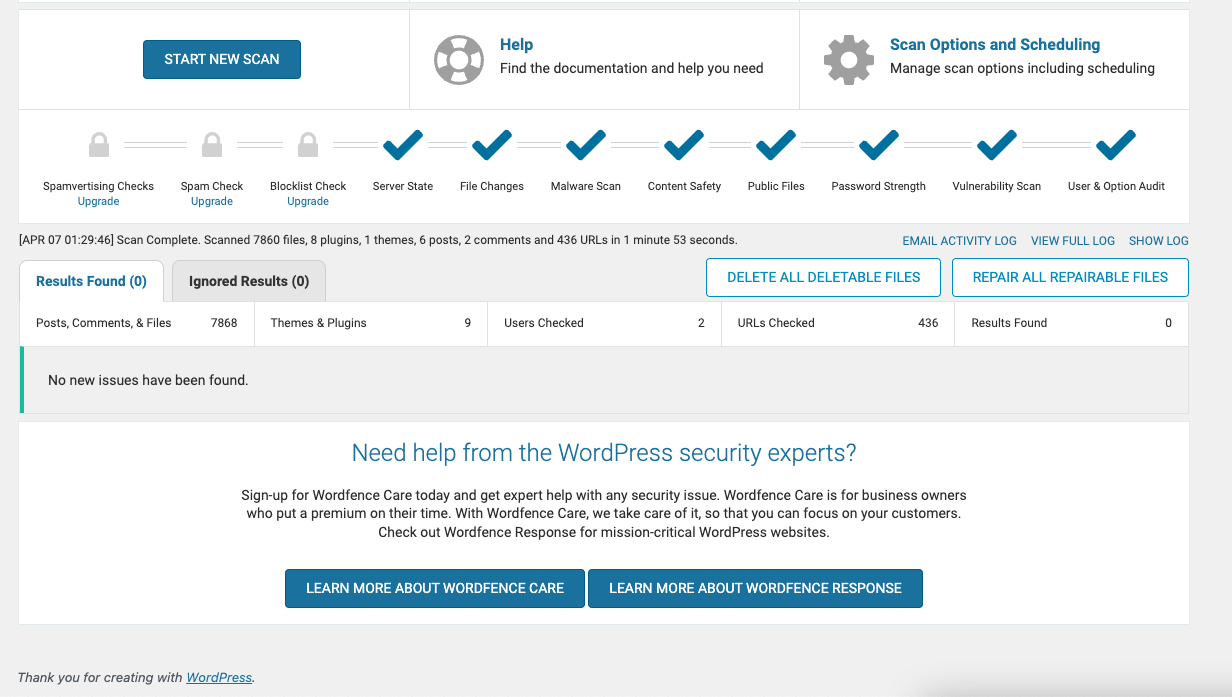 START NEW SCAN
Help
Find the documentation and help you need
Scan Options and Scheduling
Manage scan options including scheduling
Spamvertising Checks
Upgrade
Spam Check
Upgrade
Blocklist Check
Upgrade
Server State
File Changes
Malware Scan
Content Safety
Public Files
Password Strength
Vulnerability Scan
User & Option Audit
[APR 07 01:29:46] Scan Complete. Scanned 7860 files, 8 plugins, 1 themes, 6 posts, 2 comments and 436 URLs in 1 minute 53 seconds.
EMAIL ACTIVITY LOG
VIEW FULL LOG
SHOW LOG
Results Found (0)
Ignored Results (0)
DELETE ALL DELETABLE FILES
REPAIR ALL REPAIRABLE FILES
Posts, Comments, & Files 7868
Themes & Plugins 9
Users Checked 2
URLs Checked 436
Results Found 0
No new issues have been found.
Need help from the WordPress security experts?
Sign-up for Wordfence Care today and get expert help with any security issue. Wordfence Care is for business owners
who put a premium on their time. With Wordfence Care, we take care of it, so that you can focus on your customers.
Check out Wordfence Response for mission-critical WordPress websites.
LEARN MORE ABOUT WORDFENCE CARE
LEARN MORE ABOUT WORDFENCE RESPONSE
Thank you for creating with WordPress.